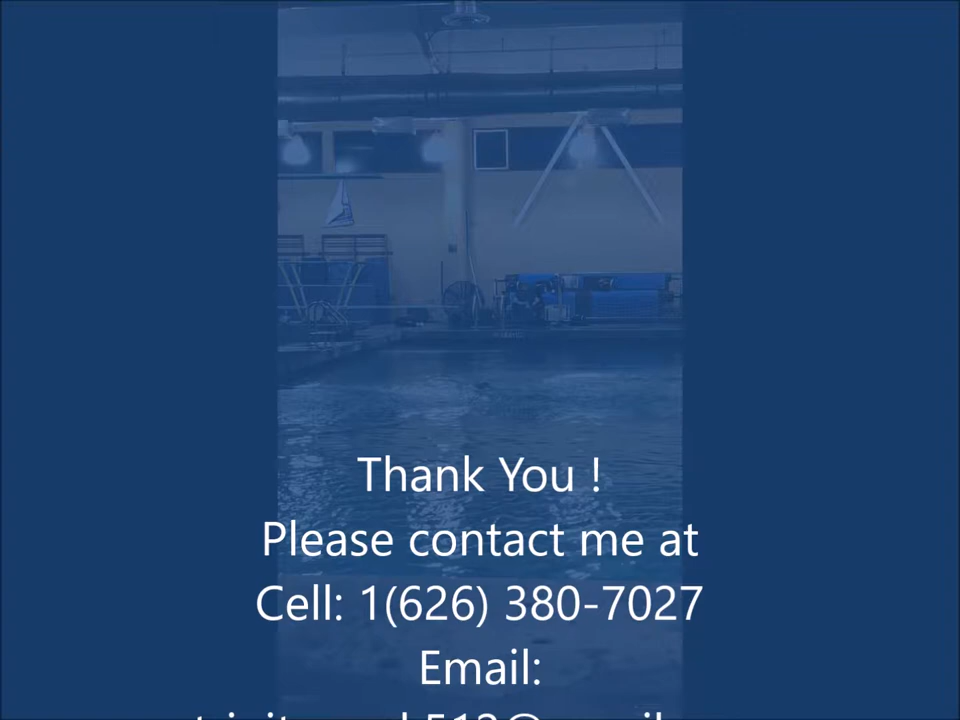 Thank You !
Please contact me at
Cell: 1(626) 380-7027
Email: